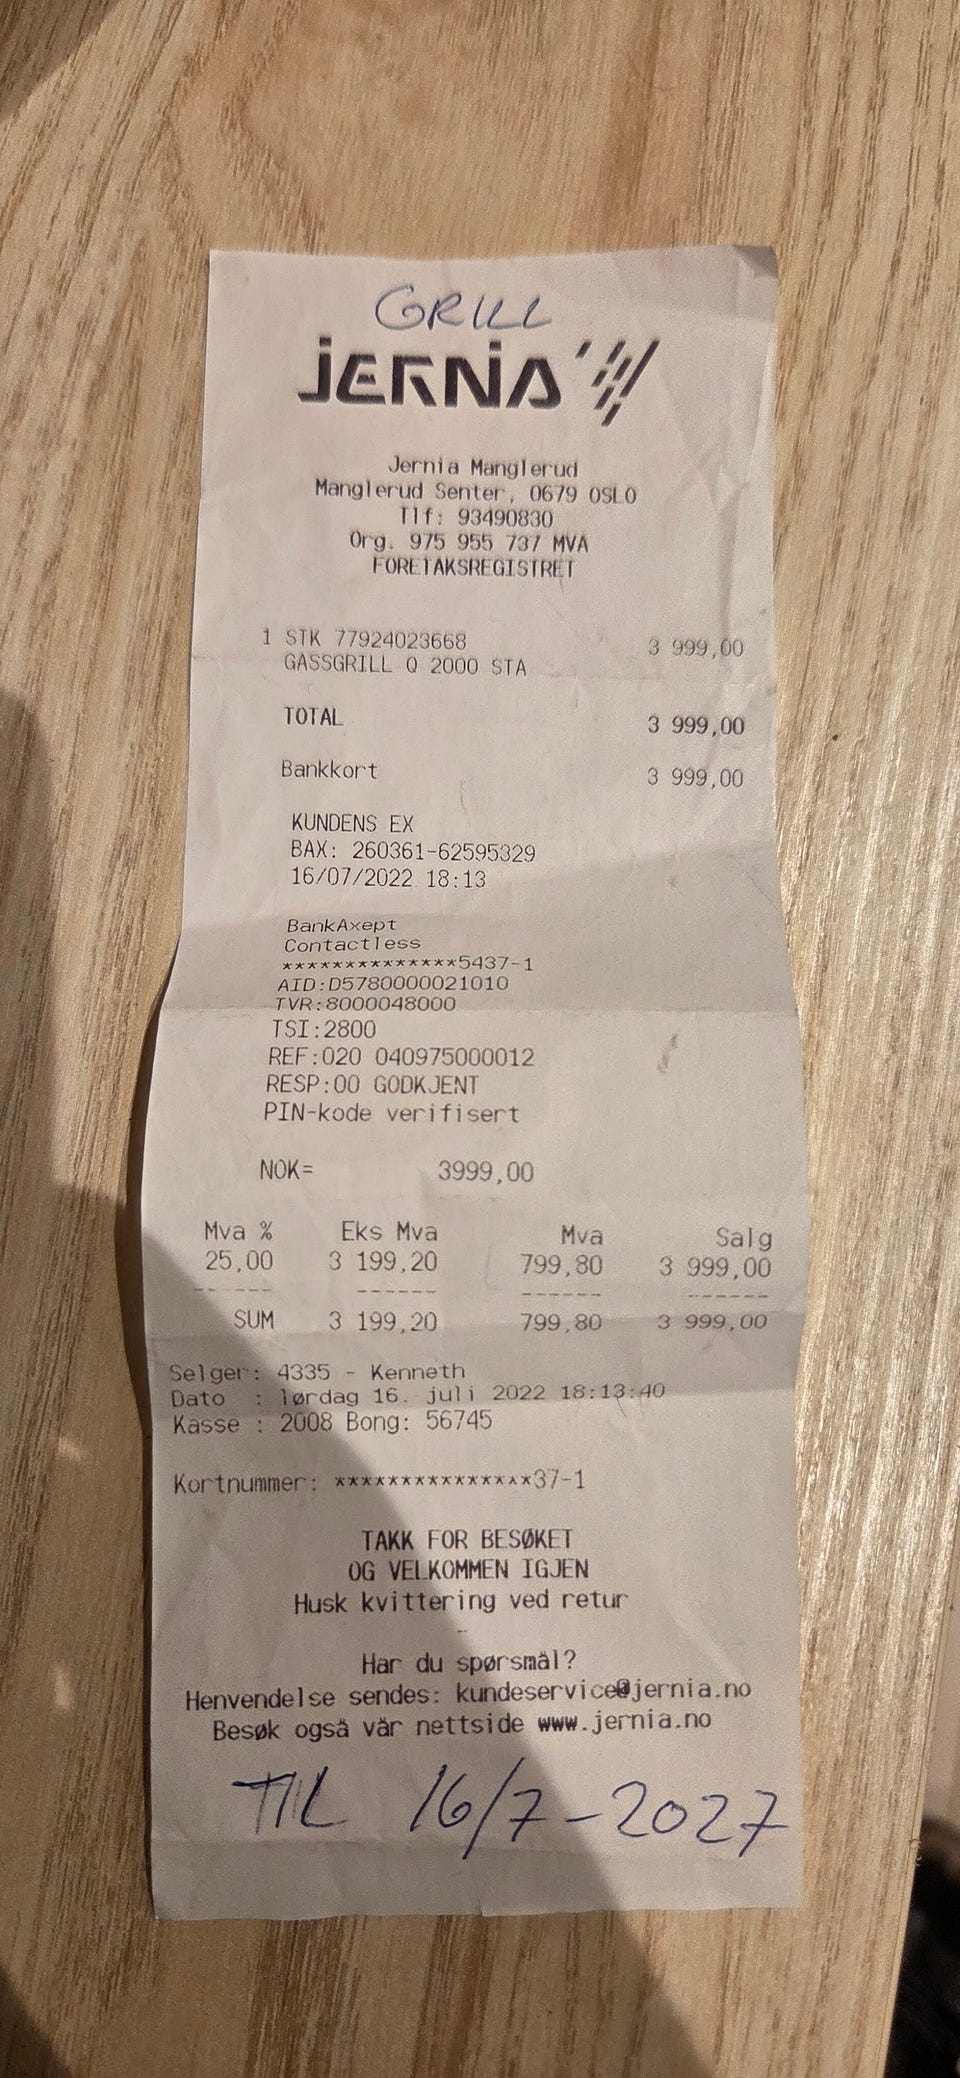 GRILL
JERNIA
Jernia Manglerud
Manglerud Senter, 0679 OSLO
Tlf: 93490830
Org. 975 955 737 MVA
FORETAKSREGISTRET
1 STK 77924023668 3 999,00
GASSGRILL Q 2000 STA
TOTAL 3 999,00
Bankkort 3 999,00
KUNDENS EX
BAX: 260361-62595329
16/07/2022 18:13
BankAxept
Contactless
**************5437-1
AID:D5780000021010
TVR:8000048000
TSI:2800
REF:020 040975000012
RESP:00 GODKJENT
PIN-kode verifisert
NOK= 3999,00
Mva % Eks Mva Mva Salg
25,00 3 199,20 799,80 3 999,00
------ ------ ------ ------
SUM 3 199,20 799,80 3 999,00
Selger: 4335 - Kenneth
Dato : lørdag 16. juli 2022 18:13:40
Kasse : 2008 Bong: 56745
Kortnummer: ****************37-1
TAKK FOR BESØKET
OG VELKOMMEN IGJEN
Husk kvittering ved retur
Har du spørsmål?
Henvendelse sendes: kundeservice@jernia.no
Besøk også vår nettside www.jernia.no
TIL 16/7-2027